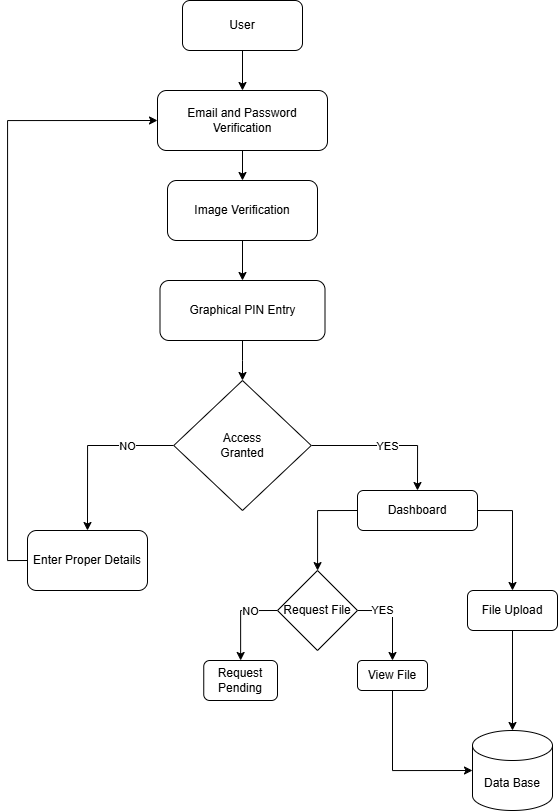 User
Email and Password
Verification
Image Verification
Graphical PIN Entry
Access
Granted
NO
YES
Dashboard
Enter Proper Details
Request File
NO
YES
File Upload
Request
Pending
View File
Data Base